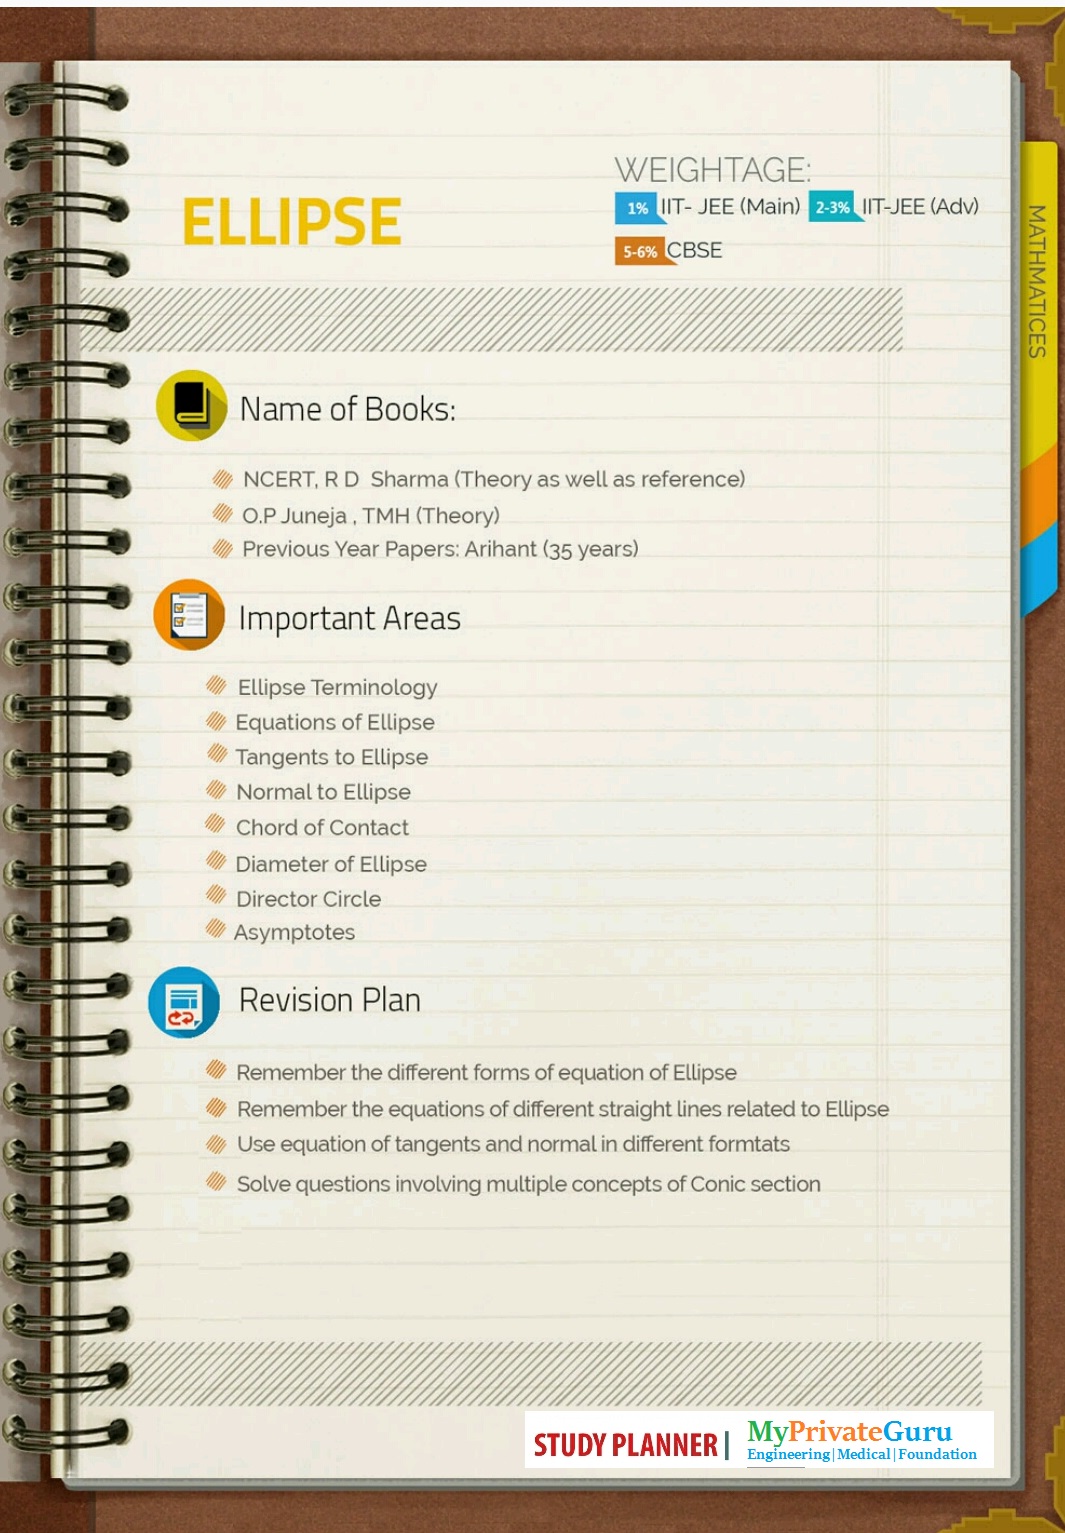 WEIGHTAGE:
ELLIPSE
1% IIT- JEE (Main) 2-3% IIT-JEE (Adv)
5-6% CBSE
MATHMATICES
Name of Books:
NCERT, R D Sharma (Theory as well as reference)
O.P Juneja , TMH (Theory)
Previous Year Papers: Arihant (35 years)
Important Areas
Ellipse Terminology
Equations of Ellipse
Tangents to Ellipse
Normal to Ellipse
Chord of Contact
Diameter of Ellipse
Director Circle
Asymptotes
Revision Plan
Remember the different forms of equation of Ellipse
Remember the equations of different straight lines related to Ellipse
Use equation of tangents and normal in different formtats
Solve questions involving multiple concepts of Conic section
STUDY PLANNER |
MyPrivateGuru
Engineering|Medical|Foundation